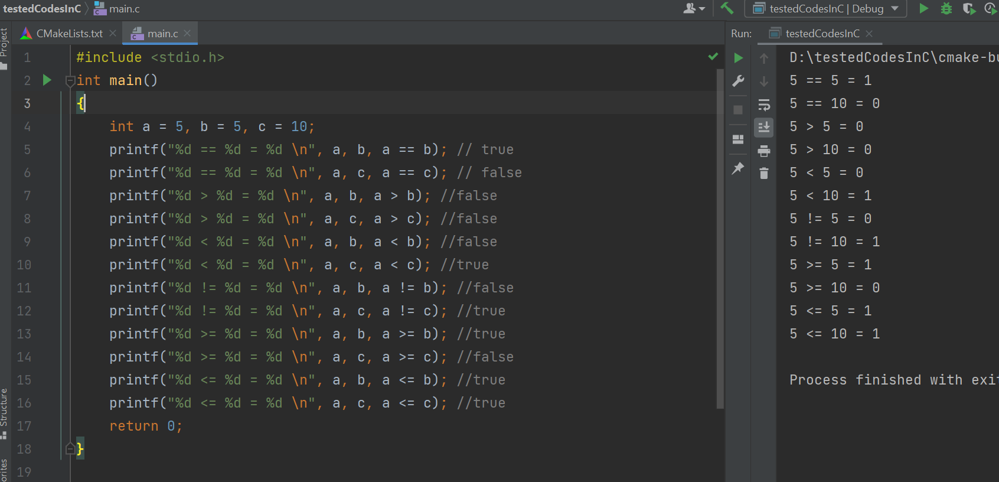 testedCodesInC main.c
testedCodesInC | Debug
Project
CMakeLists.txt
main.c
Run: testedCodesInC
1 #include <stdio.h>
2 int main()
3 {
4 int a = 5, b = 5, c = 10;
5 printf("%d == %d = %d \n", a, b, a == b); // true
6 printf("%d == %d = %d \n", a, c, a == c); // false
7 printf("%d > %d = %d \n", a, b, a > b); //false
8 printf("%d > %d = %d \n", a, c, a > c); //false
9 printf("%d < %d = %d \n", a, b, a < b); //false
10 printf("%d < %d = %d \n", a, c, a < c); //true
11 printf("%d != %d = %d \n", a, b, a != b); //false
12 printf("%d != %d = %d \n", a, c, a != c); //true
13 printf("%d >= %d = %d \n", a, b, a >= b); //true
14 printf("%d >= %d = %d \n", a, c, a >= c); //false
15 printf("%d <= %d = %d \n", a, b, a <= b); //true
16 printf("%d <= %d = %d \n", a, c, a <= c); //true
17 return 0;
18 }
19
D:\testedCodesInC\cmake-bu
5 == 5 = 1
5 == 10 = 0
5 > 5 = 0
5 > 10 = 0
5 < 5 = 0
5 < 10 = 1
5 != 5 = 0
5 != 10 = 1
5 >= 5 = 1
5 >= 10 = 0
5 <= 5 = 1
5 <= 10 = 1
Process finished with exit
Structure
orites